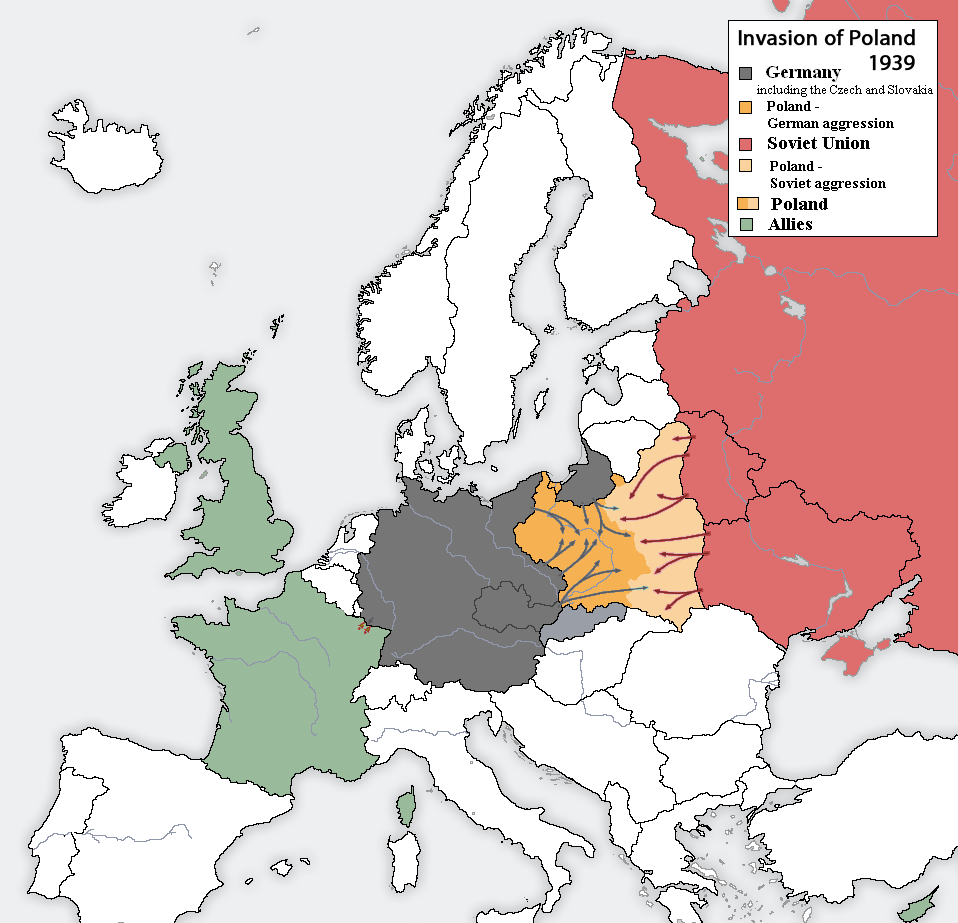 Invasion of Poland
1939
Germany
including the Czech and Slovakia
Poland -
German aggression
Soviet Union
Poland -
Soviet aggression
Poland
Allies